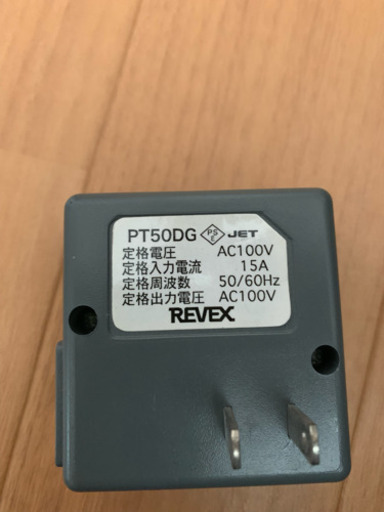 PT50DG PS E JET
定格電圧 AC100V
定格入力電流 15A
定格周波数 50/60Hz
定格出力電圧 AC100V
REVEX